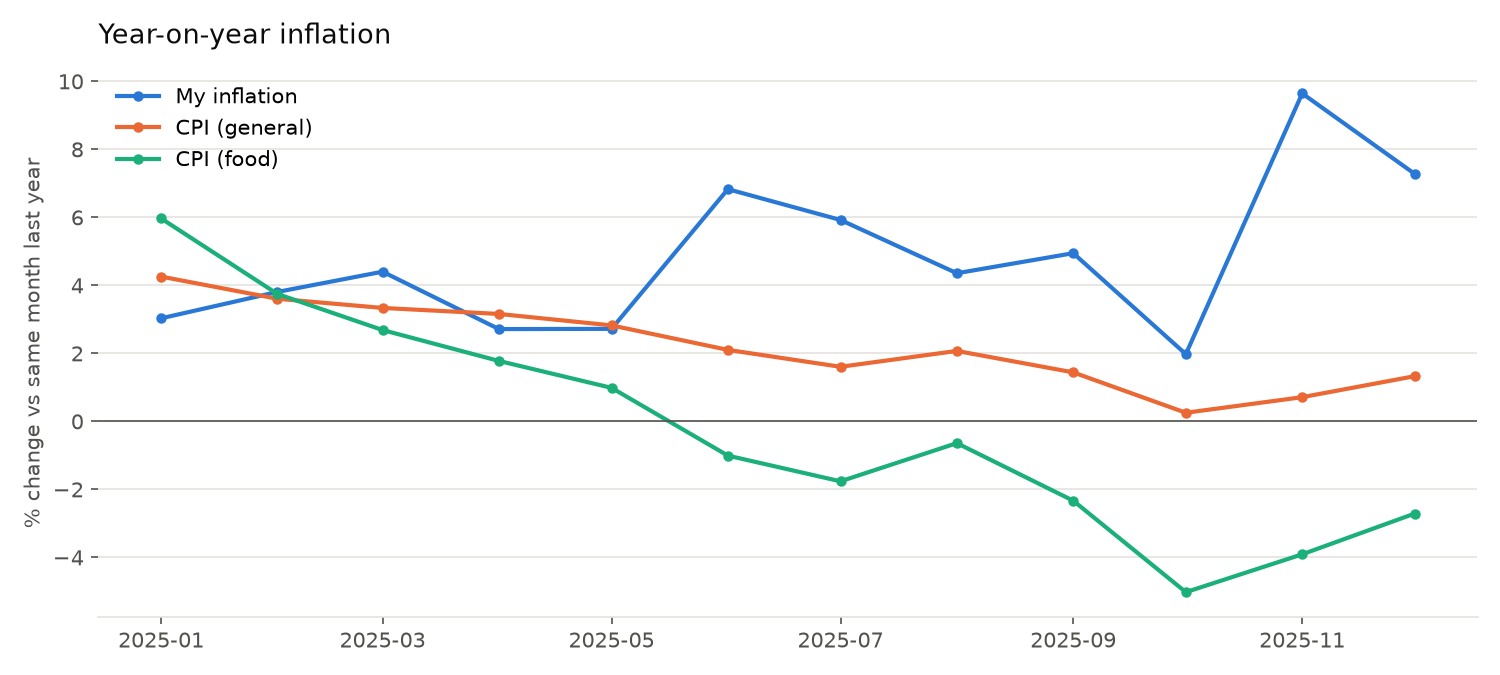 Year-on-year inflation
% change vs same month last year
10
8
6
4
2
0
−2
−4
My inflation
CPI (general)
CPI (food)
2025-01
2025-03
2025-05
2025-07
2025-09
2025-11